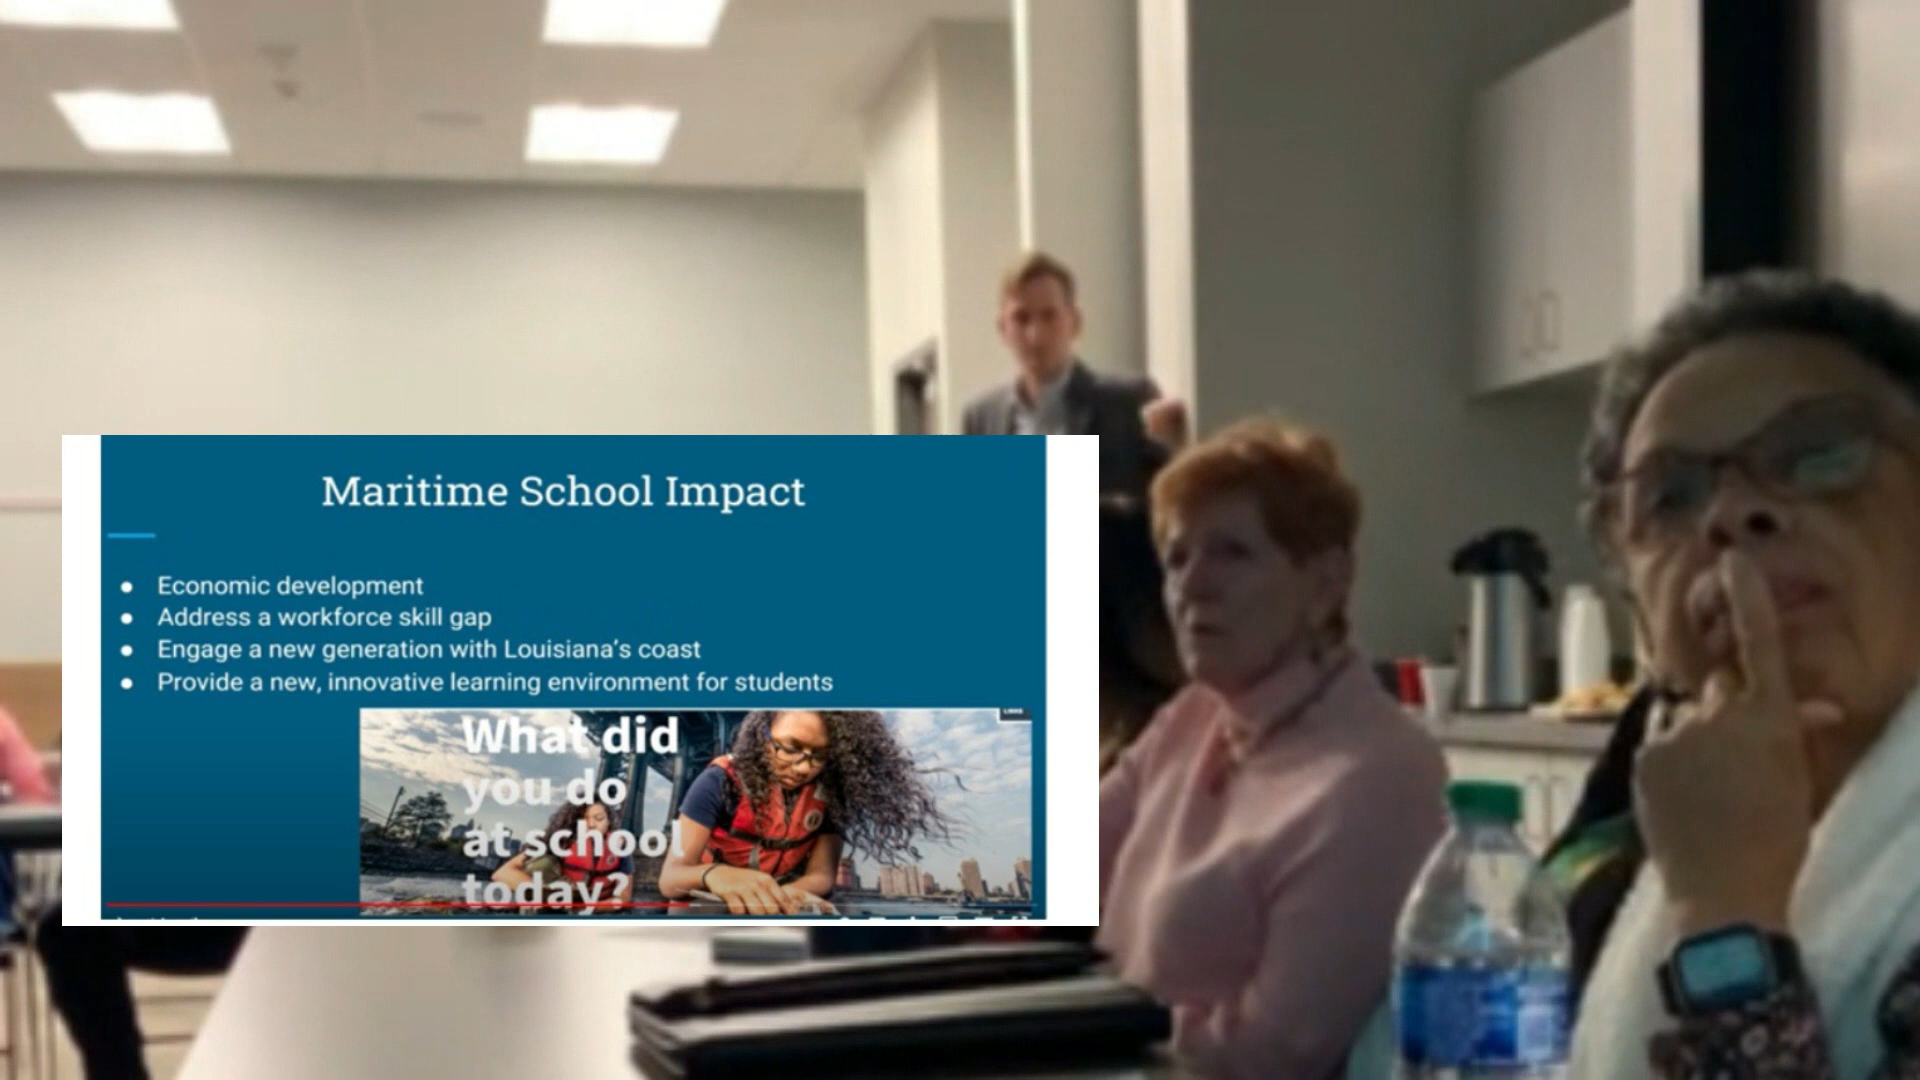 Maritime School Impact
● Economic development
● Address a workforce skill gap
● Engage a new generation with Louisiana's coast
● Provide a new, innovative learning environment for students
What did
you do
at school
today?